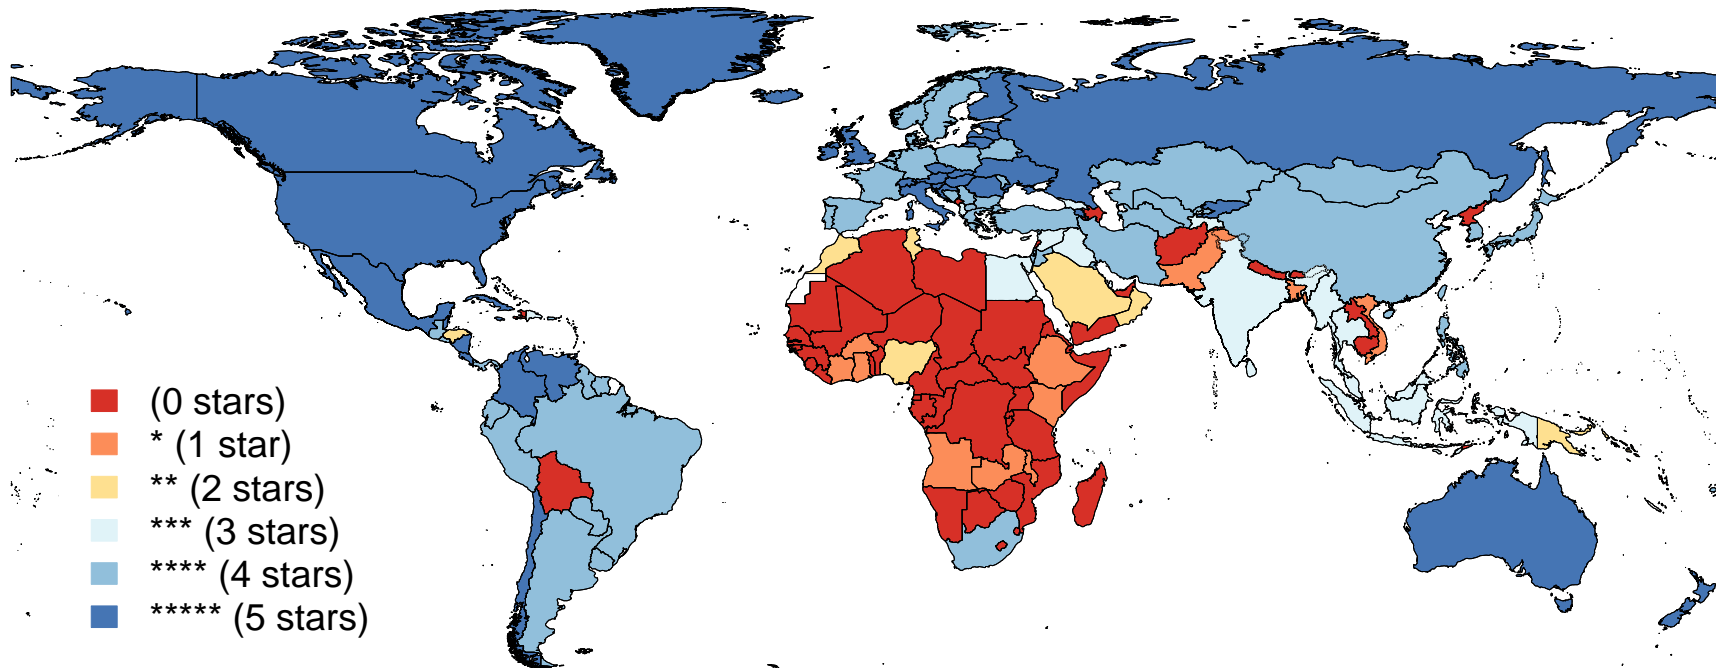 (0 stars)
* (1 star)
** (2 stars)
*** (3 stars)
**** (4 stars)
***** (5 stars)